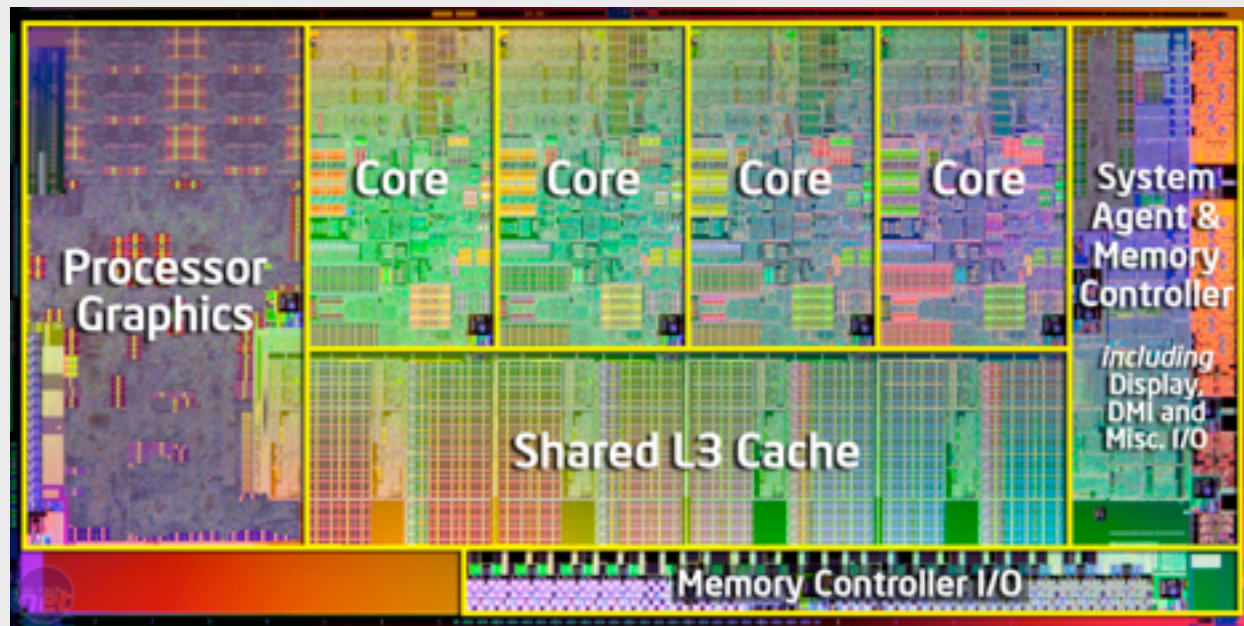 Processor
Graphics
Core
Core
Core
Core
System
Agent &
Memory
Controller
including
Display,
DMI and
Misc. I/O
Shared L3 Cache
Memory Controller I/O
net